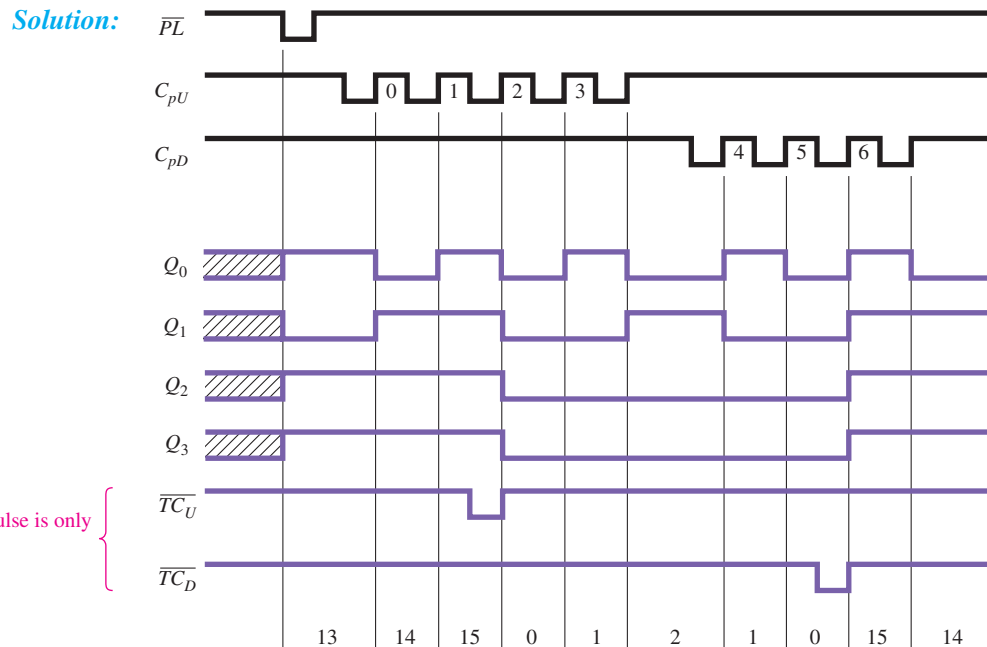 Solution:
PL
CpU 0 1 2 3
CpD 4 5 6
Q0
Q1
Q2
Q3
TCU
ulse is only
TCD
13 14 15 0 1 2 1 0 15 14